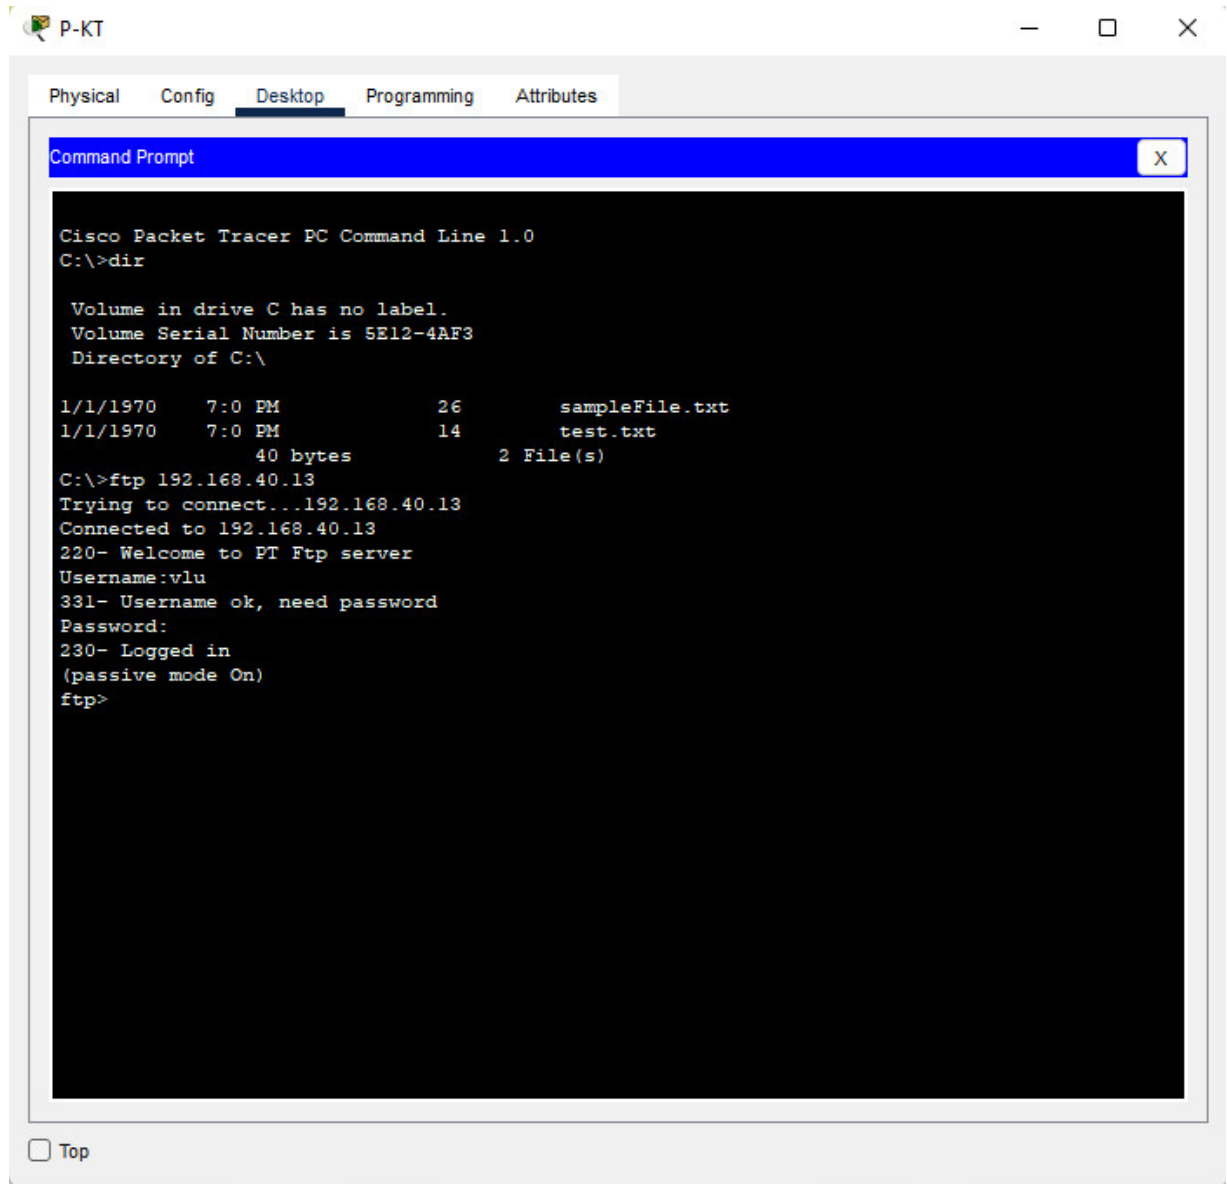 P-KT
Physical Config Desktop Programming Attributes
Command Prompt X
Cisco Packet Tracer PC Command Line 1.0
C:\>dir
Volume in drive C has no label.
Volume Serial Number is 5E12-4AF3
Directory of C:\
1/1/1970 7:0 PM 26 sampleFile.txt
1/1/1970 7:0 PM 14 test.txt
40 bytes 2 File(s)
C:\>ftp 192.168.40.13
Trying to connect...192.168.40.13
Connected to 192.168.40.13
220- Welcome to PT Ftp server
Username:vlu
331- Username ok, need password
Password:
230- Logged in
(passive mode On)
ftp>
Top